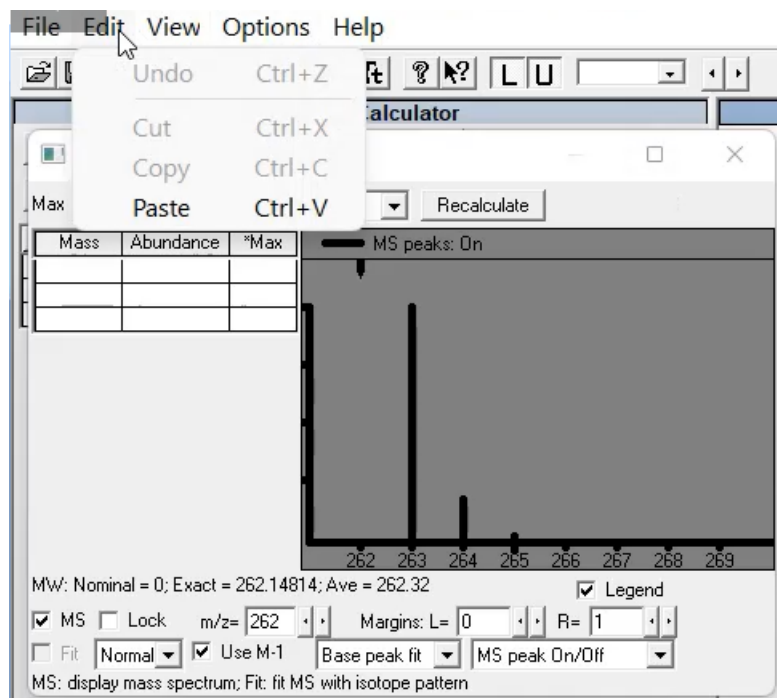 File Edit View Options Help
Undo Ctrl+Z
L U
alculator
Cut Ctrl+X
Copy Ctrl+C
Max
Paste Ctrl+V
Recalculate
Mass Abundance *Max
MS peaks: On
262 263 264 265 266 267 268 269
MW: Nominal = 0; Exact = 262.14814; Ave = 262.32
Legend
MS Lock m/z= 262 Margins: L= 0 R= 1
Fit Normal Use M-1 Base peak fit MS peak On/Off
MS: display mass spectrum; Fit: fit MS with isotope pattern